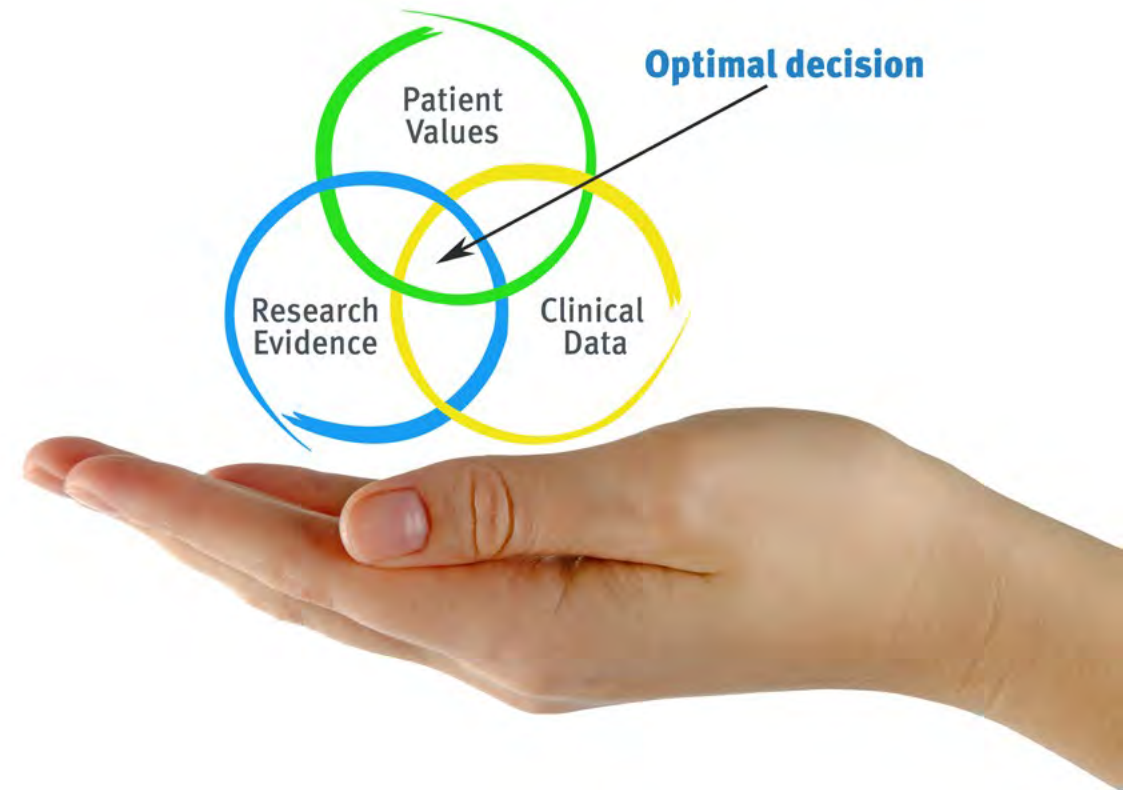 Optimal decision
Patient
Values
Research
Evidence
Clinical
Data